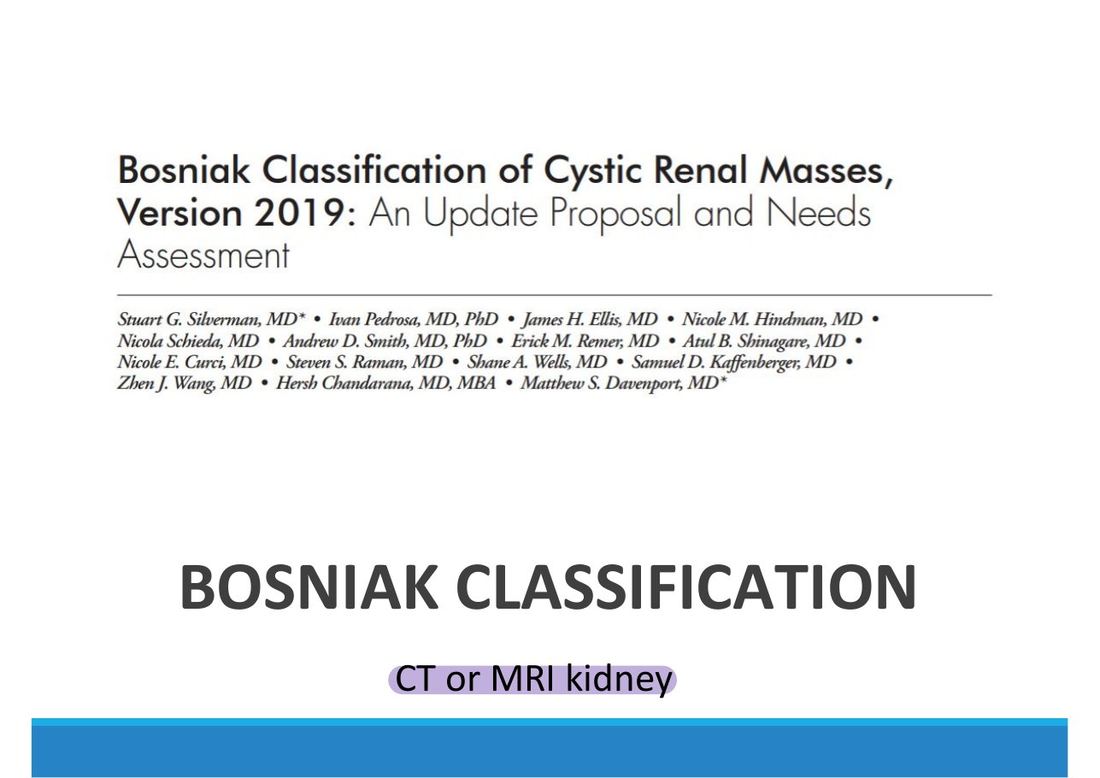 Bosniak Classification of Cystic Renal Masses,
Version 2019: An Update Proposal and Needs
Assessment
Stuart G. Silverman, MD* • Ivan Pedrosa, MD, PhD • James H. Ellis, MD • Nicole M. Hindman, MD •
Nicola Schieda, MD • Andrew D. Smith, MD, PhD • Erick M. Remer, MD • Atul B. Shinagare, MD •
Nicole E. Curci, MD • Steven S. Raman, MD • Shane A. Wells, MD • Samuel D. Kaffenberger, MD •
Zhen J. Wang, MD • Hersh Chandarana, MD, MBA • Matthew S. Davenport, MD*
BOSNIAK CLASSIFICATION
CT or MRI kidney